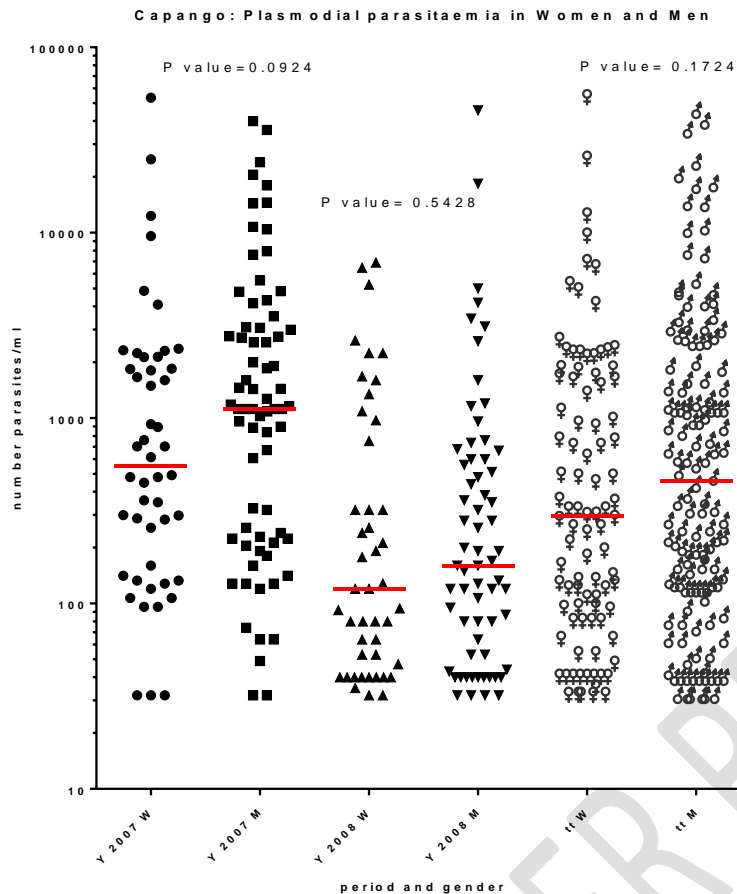 Capango: Plasmodial parasitaemia in Women and Men
100000
P value=0.0924
P value= 0.1724
10000
P value= 0.5428
1000
100
10
number parasites/ml
Y 2007 W
Y 2007 M
Y 2008 W
Y 2008 M
tt W
tt M
period and gender